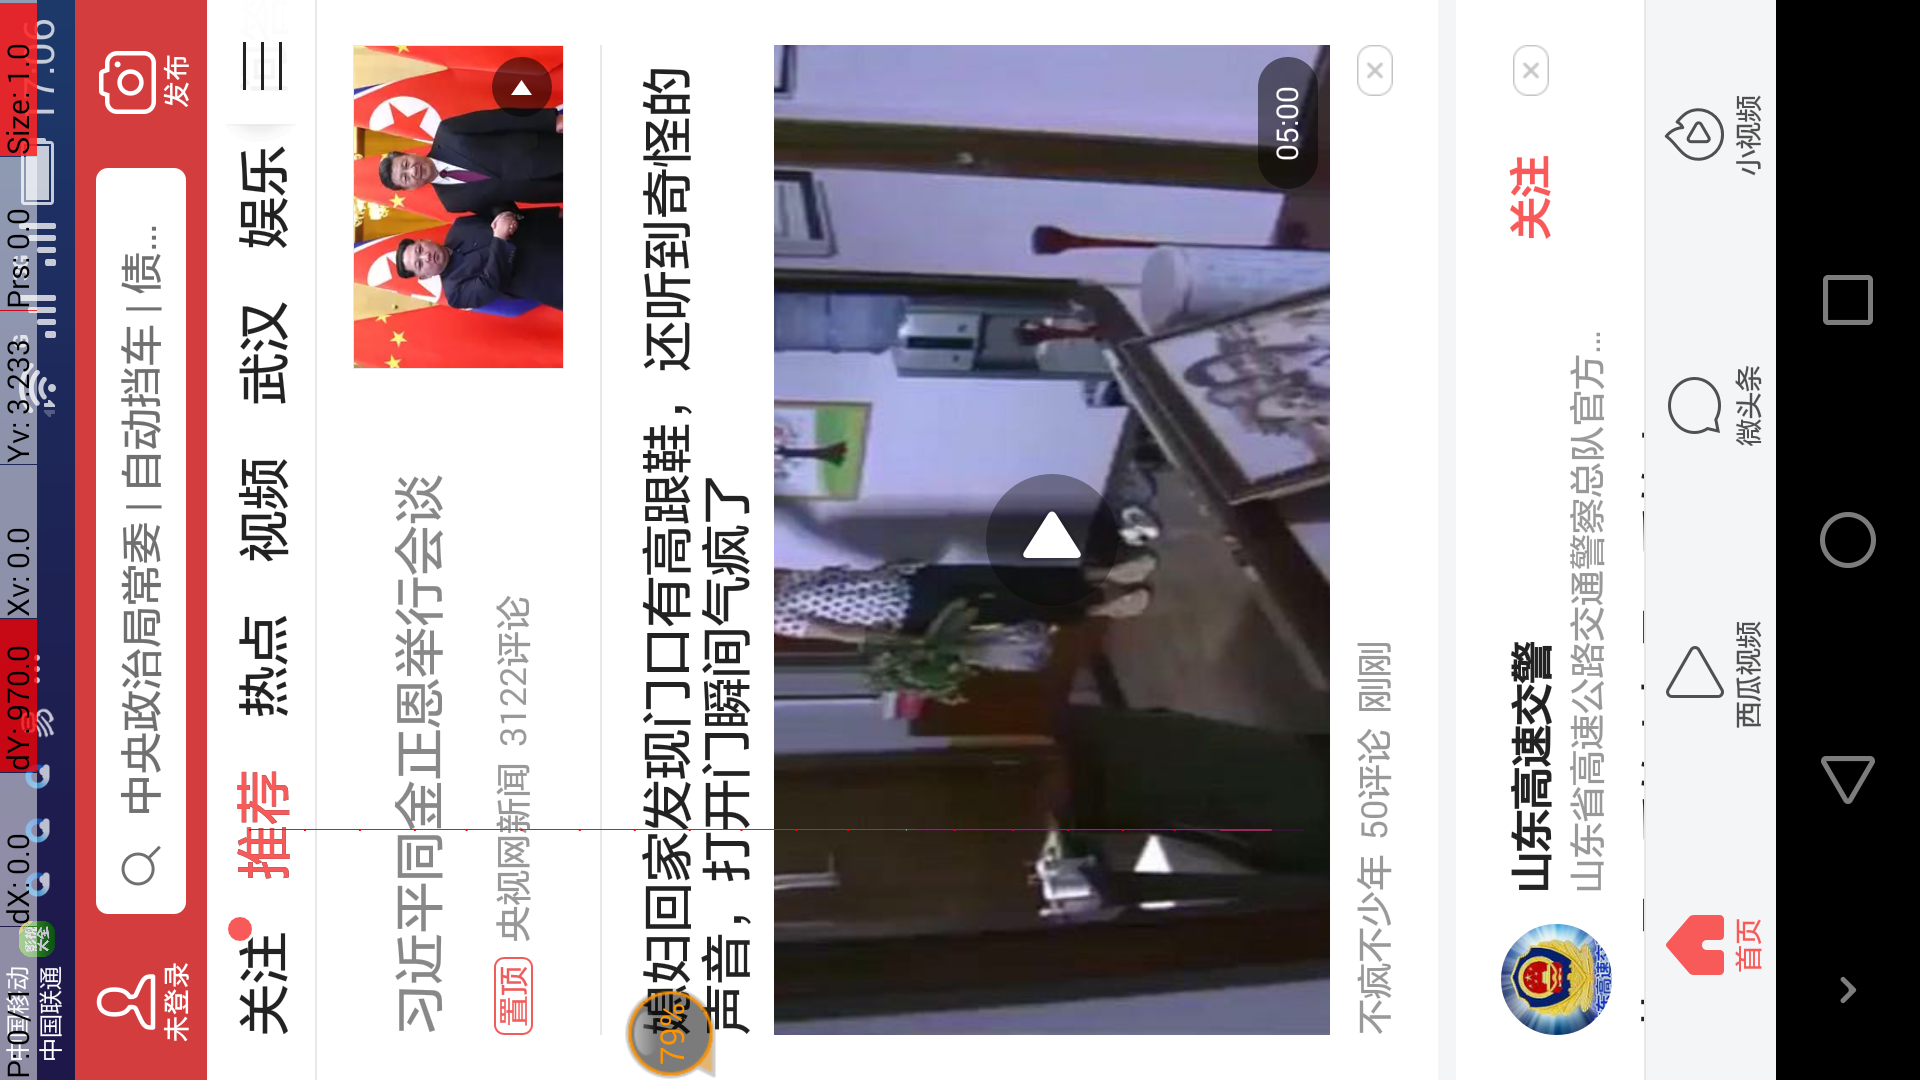 P: 0 / 1
dX: 0.0
dY: 970.0
Xv: 0.0
Yv: 3.233
Prs: 0.0
Size: 1.0
中国移动
中国联通
影视大全
17:06
未登录
中央政治局常委 | 自动挡车 | 债...
发布
关注 推荐 热点 视频 武汉 娱乐
习近平同金正恩举行会谈
置顶 央视网新闻 3122评论
媳妇回家发现门口有高跟鞋，还听到奇怪的
声音，打开门瞬间气疯了
79%
05:00
不疯不少年 50评论 刚刚
山东高速交警
关注
山东省高速公路交通警察总队官方...
首页 西瓜视频 微头条 小视频